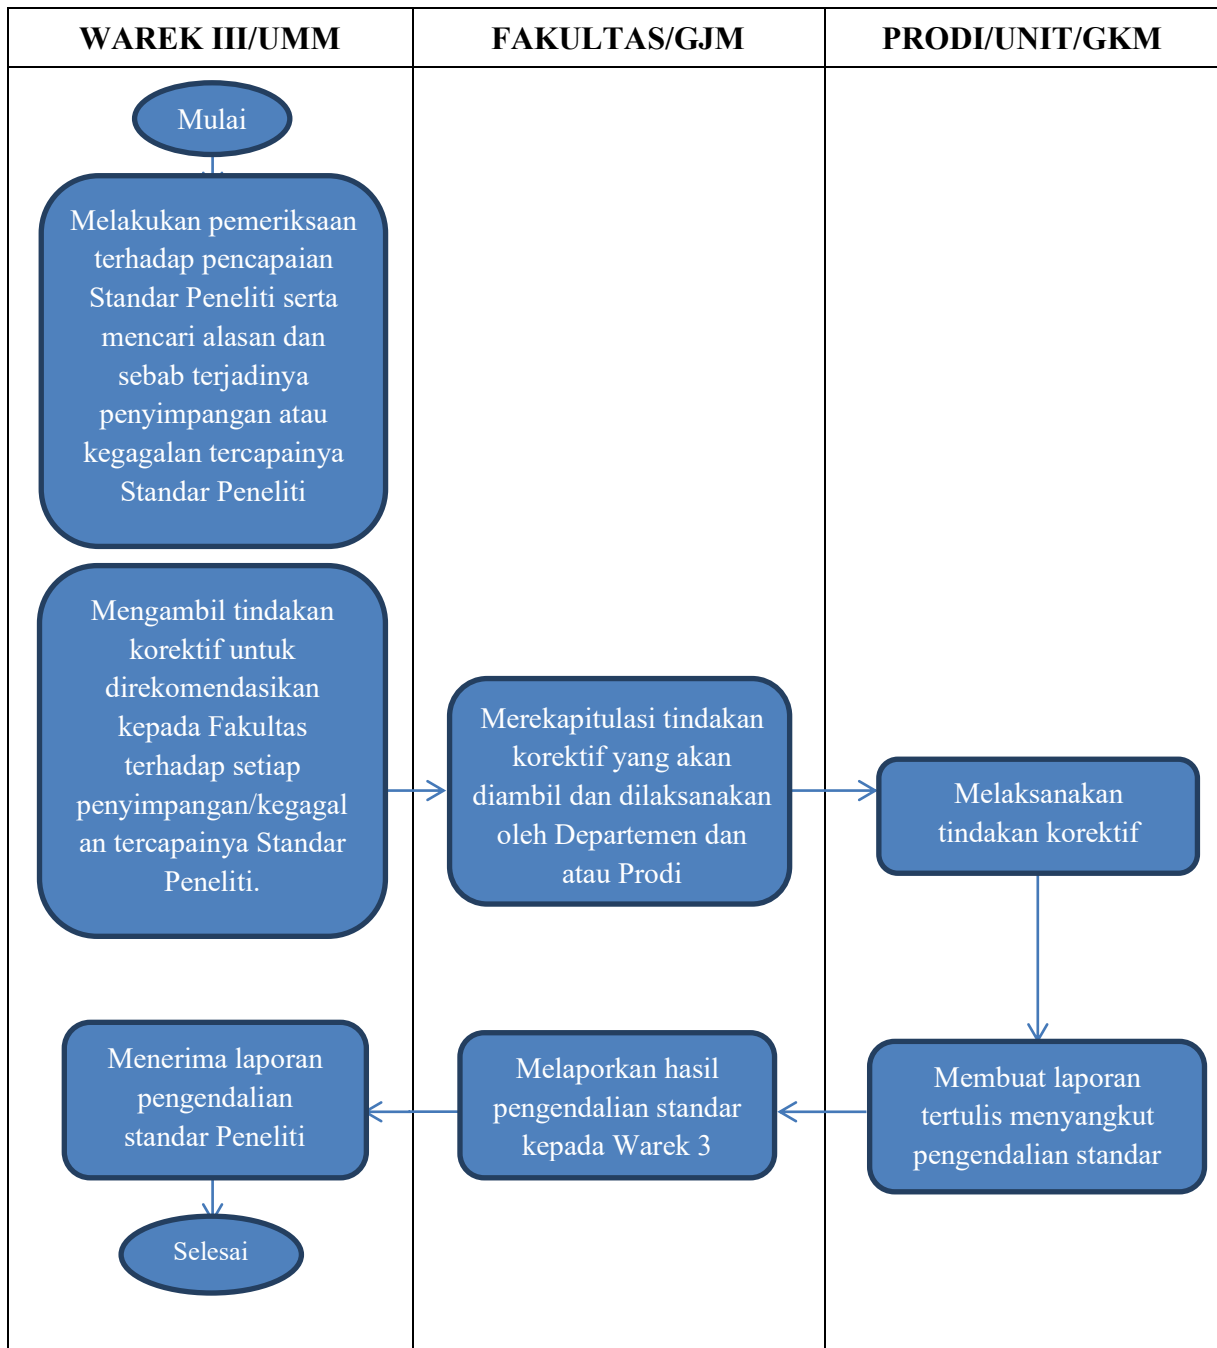 WAREK III/UMM
FAKULTAS/GJM
PRODI/UNIT/GKM
Mulai
Melakukan pemeriksaan
terhadap pencapaian
Standar Peneliti serta
mencari alasan dan
sebab terjadinya
penyimpangan atau
kegagalan tercapainya
Standar Peneliti
Mengambil tindakan
korektif untuk
direkomendasikan
kepada Fakultas
terhadap setiap
penyimpangan/kegagal
an tercapainya Standar
Peneliti.
Merekapitulasi tindakan
korektif yang akan
diambil dan dilaksanakan
oleh Departemen dan
atau Prodi
Melaksanakan
tindakan korektif
Membuat laporan
tertulis menyangkut
pengendalian standar
Melaporkan hasil
pengendalian standar
kepada Warek 3
Menerima laporan
pengendalian
standar Peneliti
Selesai